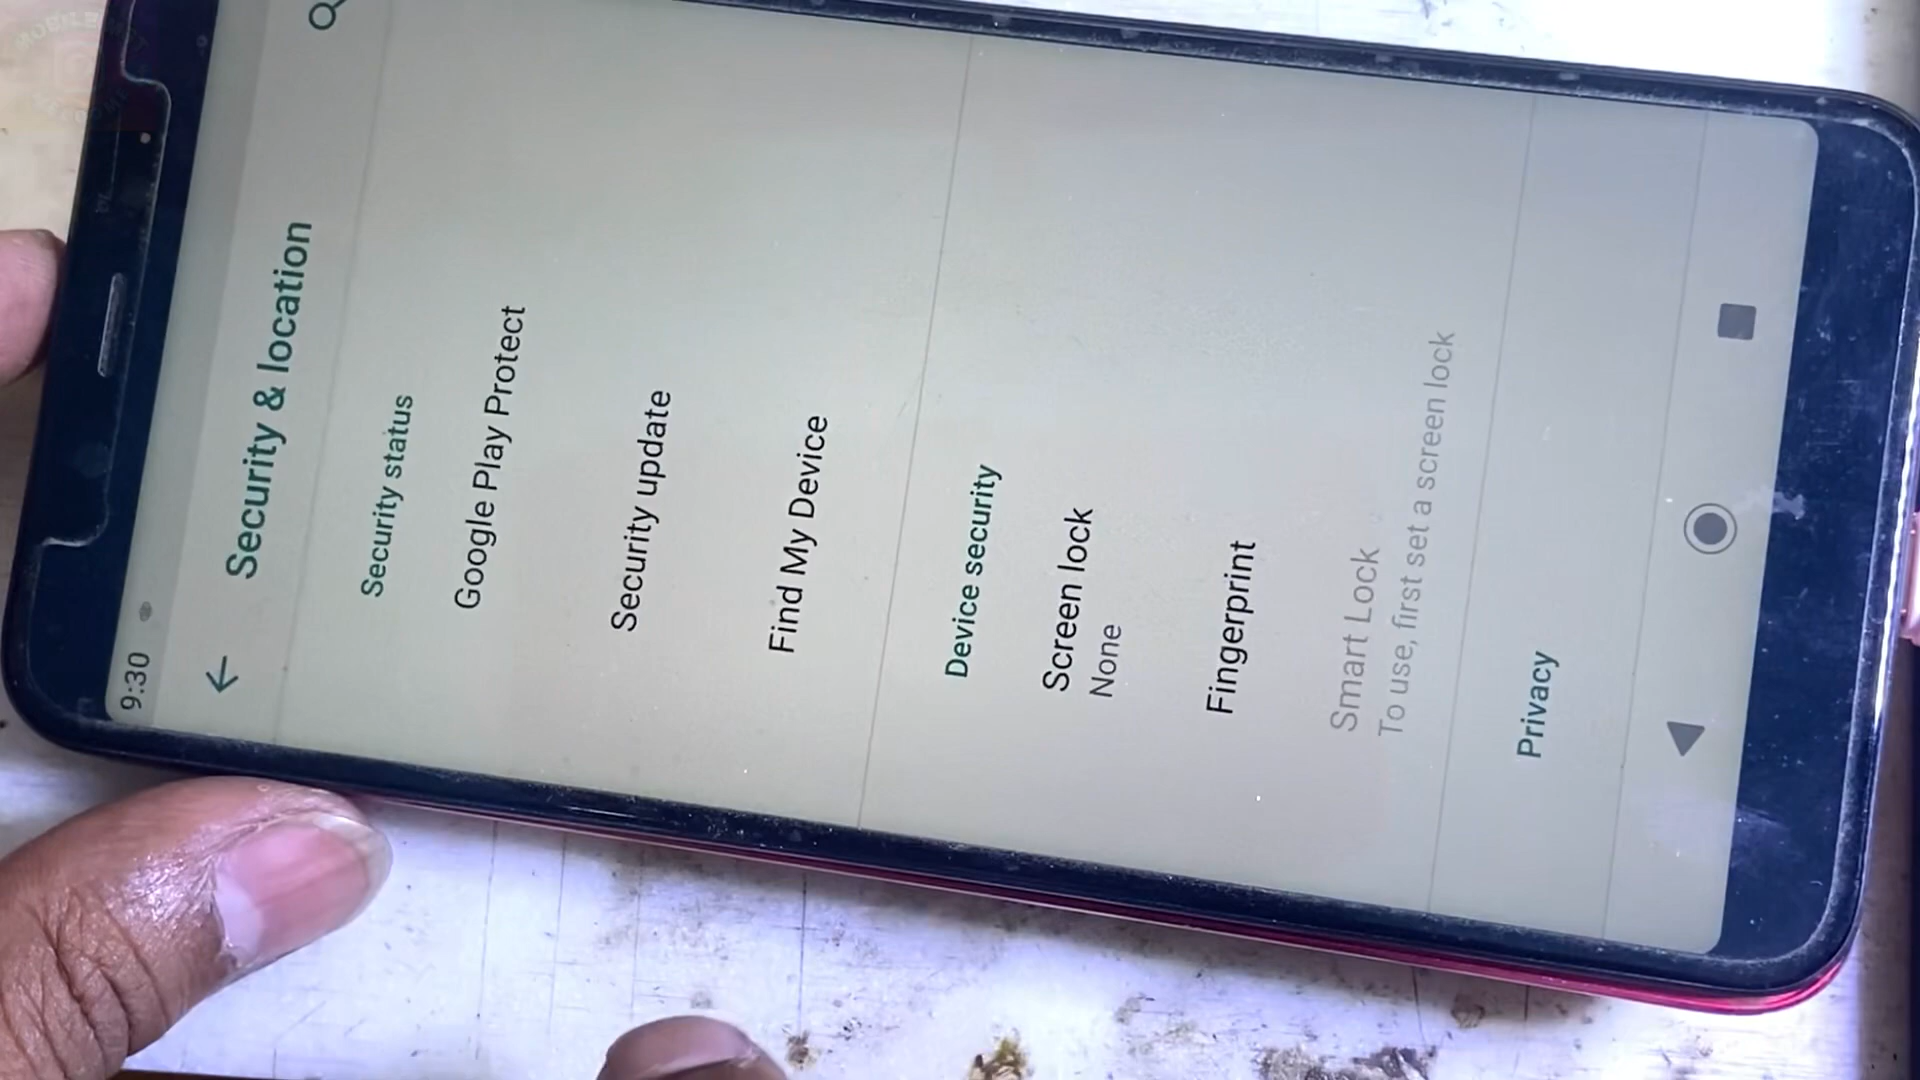 9:30
Security & location
Security status
Google Play Protect
Security update
Find My Device
Device security
Screen lock
None
Fingerprint
Smart Lock
To use, first set a screen lock
Privacy